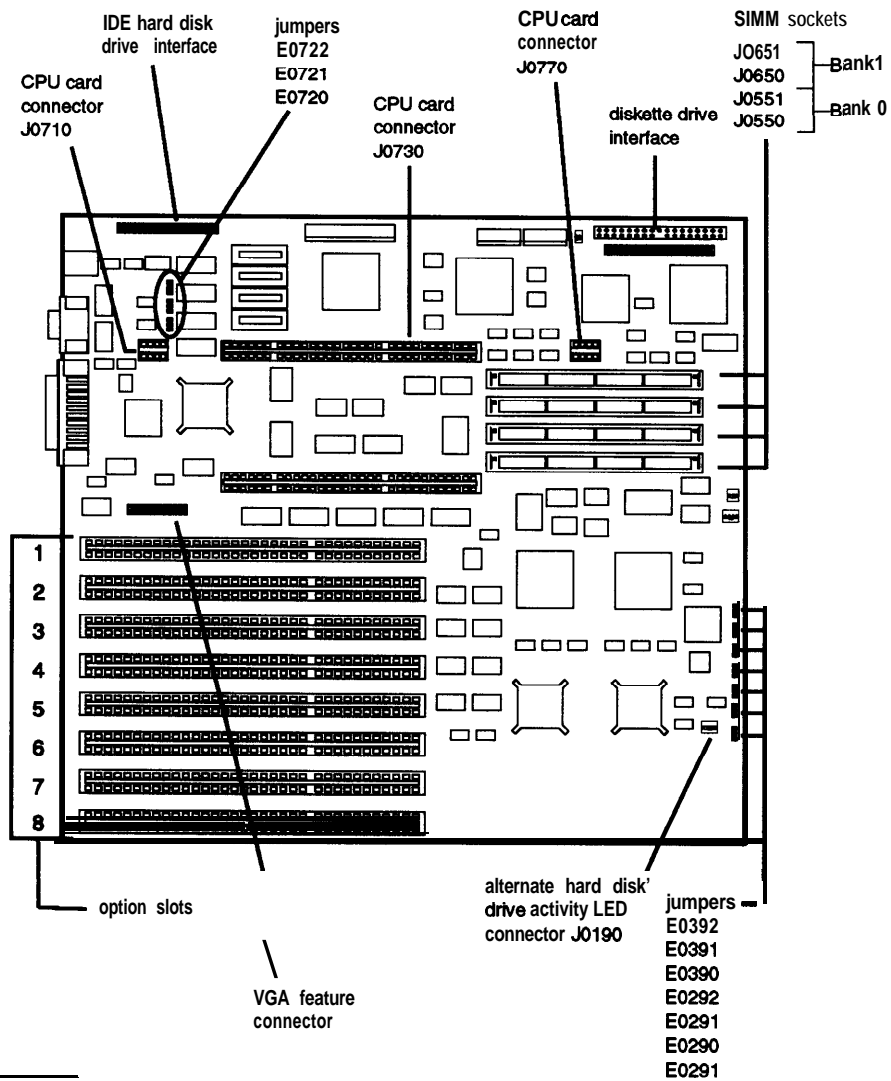 IDE hard disk
drive interface
jumpers
E0722
E0721
E0720
CPU card
connector
J0710
CPU card
connector
J0730
CPU card
connector
J0770
diskette drive
interface
SIMM sockets
JO651
J0650
Bank1
J0551
J0550
Bank 0
1
2
3
4
5
6
7
8
option slots
VGA feature
connector
alternate hard disk'
drive activity LED
connector J0190
jumpers
E0392
E0391
E0390
E0292
E0291
E0290
E0291